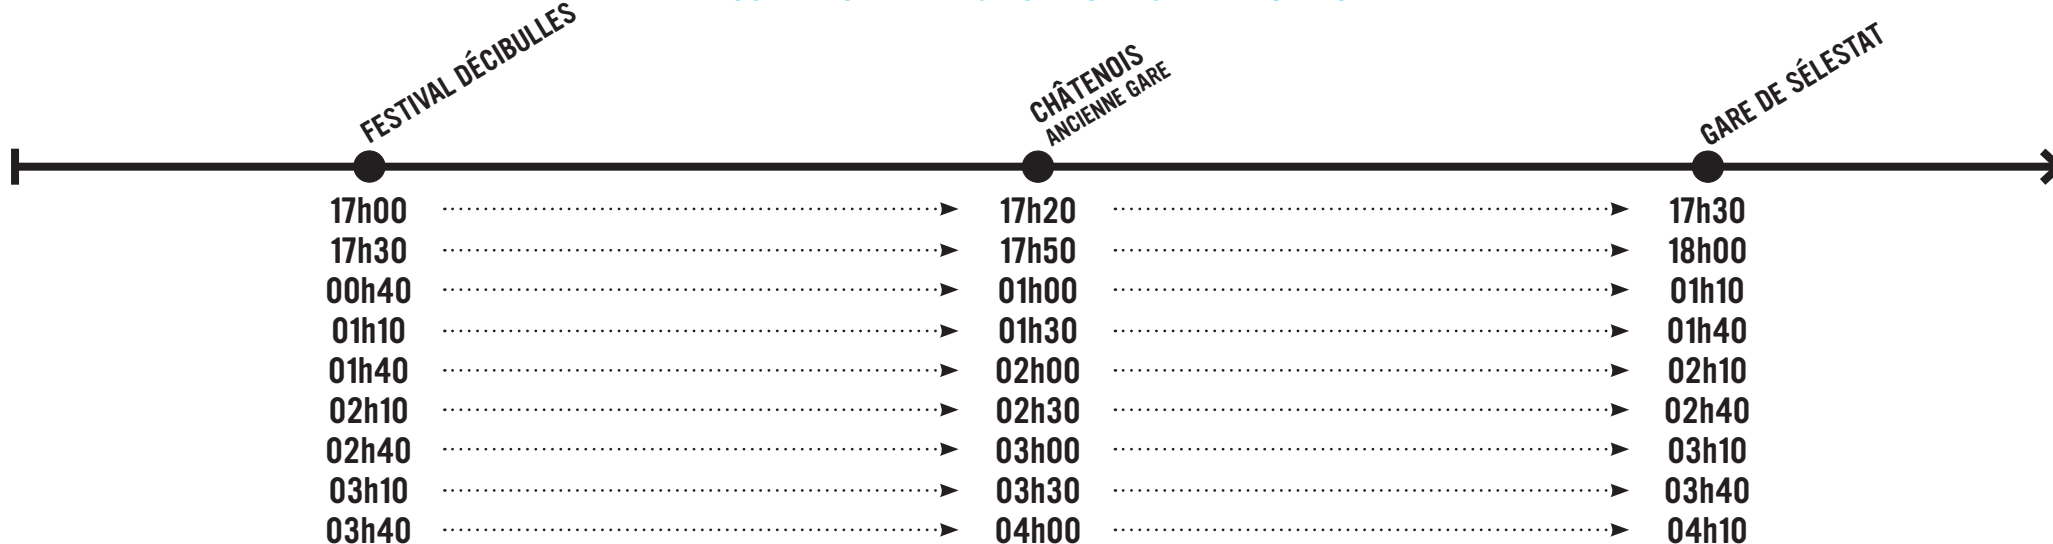 FESTIVAL DÉCIBULLES
CHÂTENOIS
ANCIENNE GARE
GARE DE SÉLESTAT
17h00 17h20 17h30
17h30 17h50 18h00
00h40 01h00 01h10
01h10 01h30 01h40
01h40 02h00 02h10
02h10 02h30 02h40
02h40 03h00 03h10
03h10 03h30 03h40
03h40 04h00 04h10